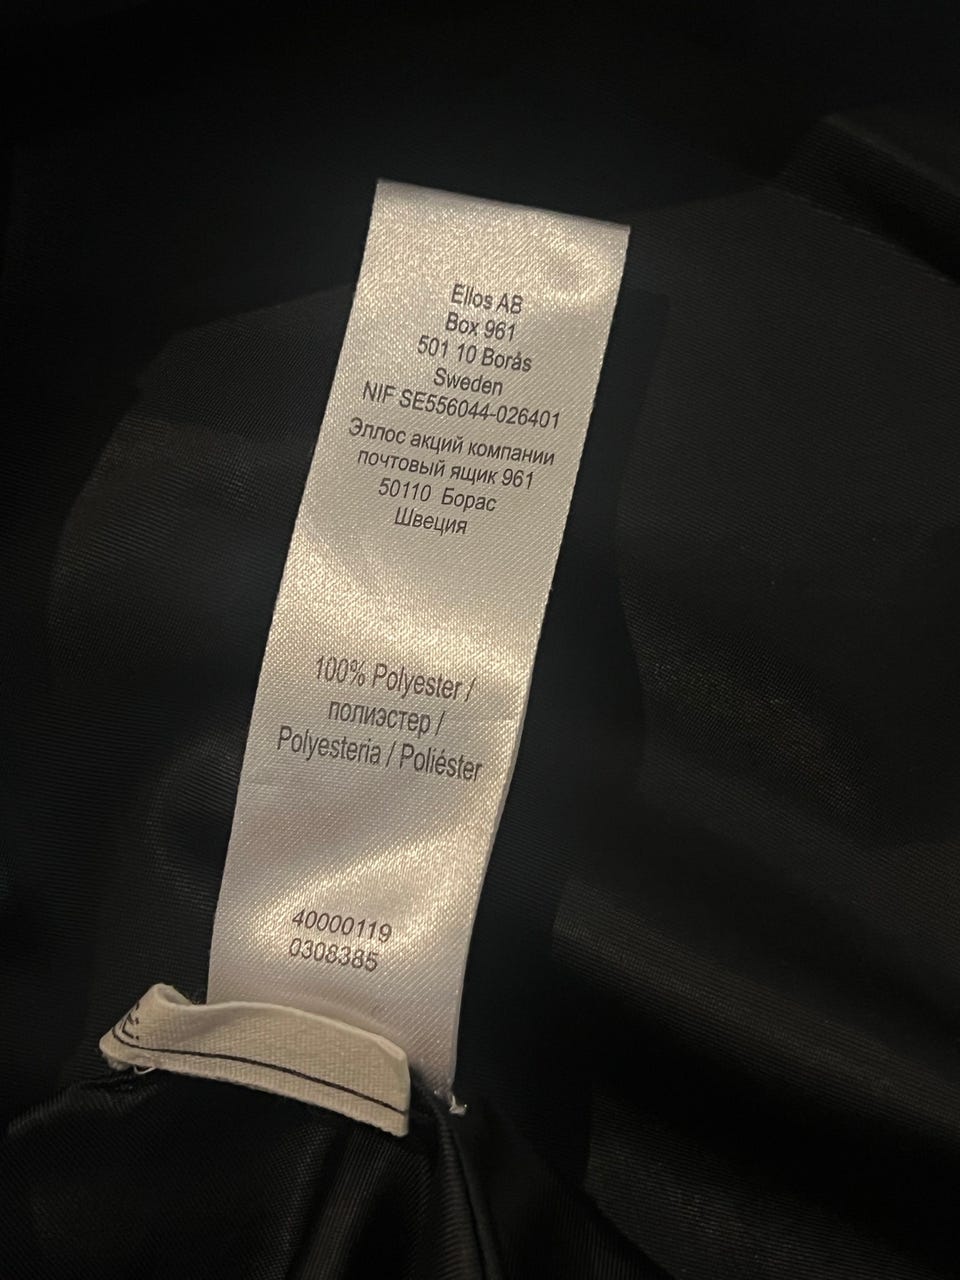 Ellos AB
Box 961
501 10 Borås
Sweden
NIF SE556044-026401
Эллос акций компании
почтовый ящик 961
50110 Борас
Швеция
100% Polyester /
полиэстер /
Polyesteria / Poliéster
40000119
0308385